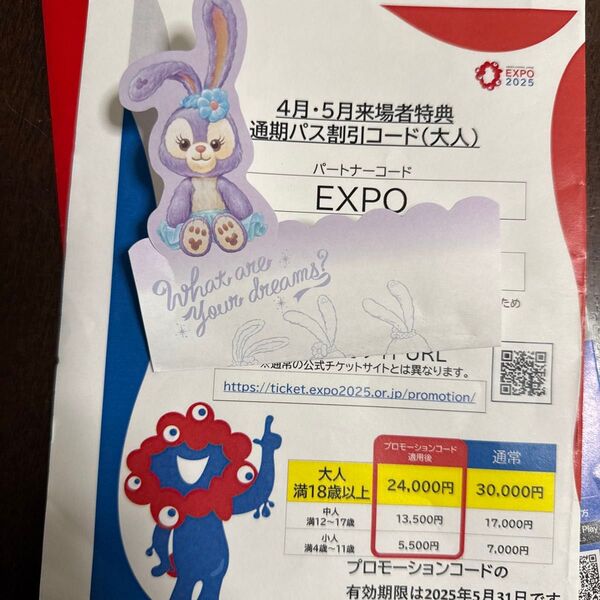 EXPO
2025
4月・5月来場者特典
通期パス割引コード(大人)
パートナーコード
EXPO
What are
Your dreams?
ため
URL
※通常の公式チケットサイトとは異なります。
https://ticket.expo2025.or.jp/promotion/
プロモーションコード
適用後
通常
大人
満18歳以上
24,000円
30,000円
中人
満12~17歳
13,500円
17,000円
小人
満4歳~11歳
5,500円
7,000円
プロモーションコードの
有効期限は2025年5月31日です
Play